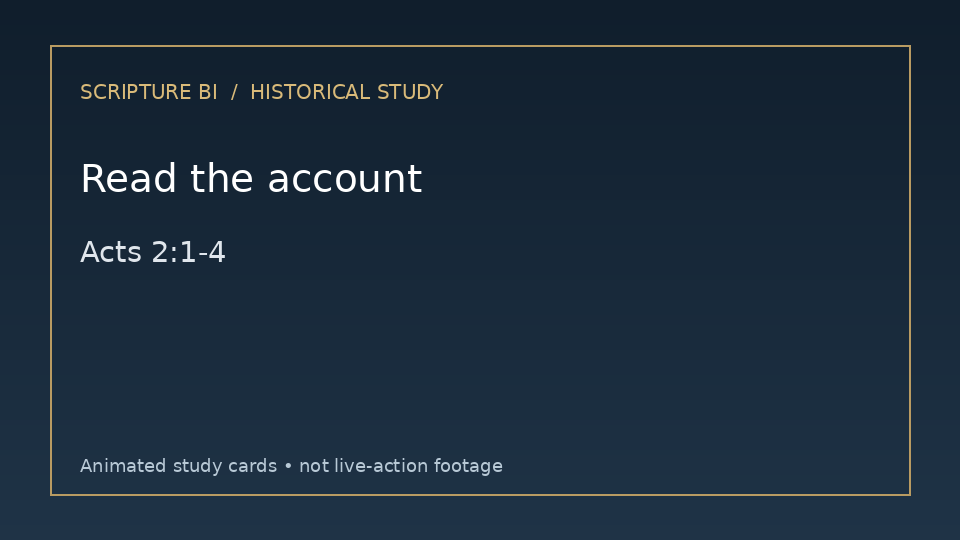 SCRIPTURE BI / HISTORICAL STUDY
Read the account
Acts 2:1-4
Animated study cards • not live-action footage